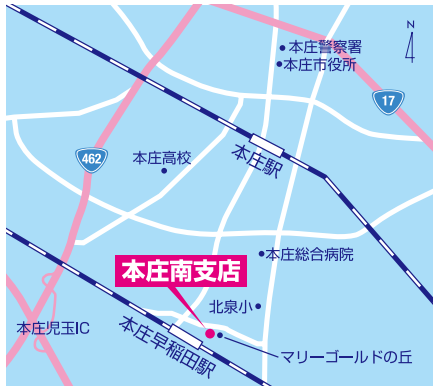 N
本庄警察署
本庄市役所
17
462
本庄高校
本庄駅
本庄総合病院
本庄南支店
北泉小
本庄児玉IC
本庄早稲田駅
マリーゴールドの丘